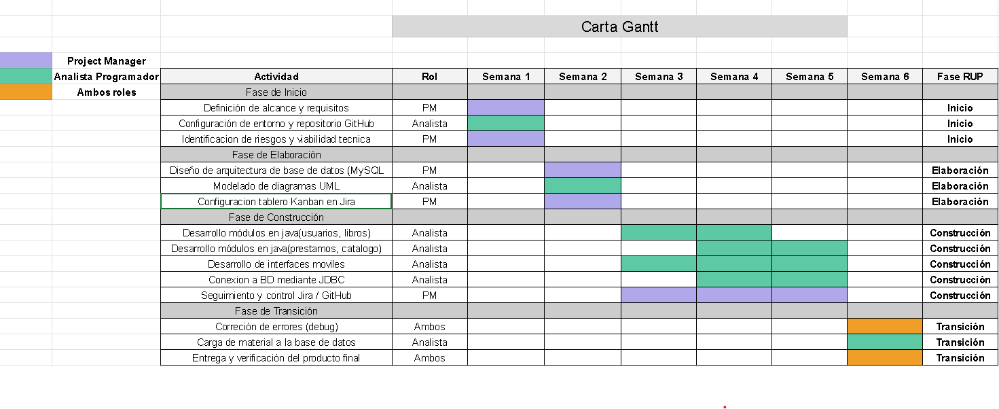 Carta Gantt
Project Manager
Analista Programador
Ambos roles
Actividad Rol Semana 1 Semana 2 Semana 3 Semana 4 Semana 5 Semana 6 Fase RUP
Fase de Inicio
Definición de alcance y requisitos PM Inicio
Configuración de entorno y repositorio GitHub Analista Inicio
Identificacion de riesgos y viabilidad tecnica PM Inicio
Fase de Elaboración
Diseño de arquitectura de base de datos (MySQL PM Elaboración
Modelado de diagramas UML Analista Elaboración
Configuracion tablero Kanban en Jira PM Elaboración
Fase de Construcción
Desarrollo módulos en java(usuarios, libros) Analista Construcción
Desarrollo módulos en java(prestamos, catalogo) Analista Construcción
Desarrollo de interfaces moviles Analista Construcción
Conexion a BD mediante JDBC Analista Construcción
Seguimiento y control Jira / GitHub PM Construcción
Fase de Transición
Correción de errores (debug) Ambos Transición
Carga de material a la base de datos Analista Transición
Entrega y verificación del producto final Ambos Transición